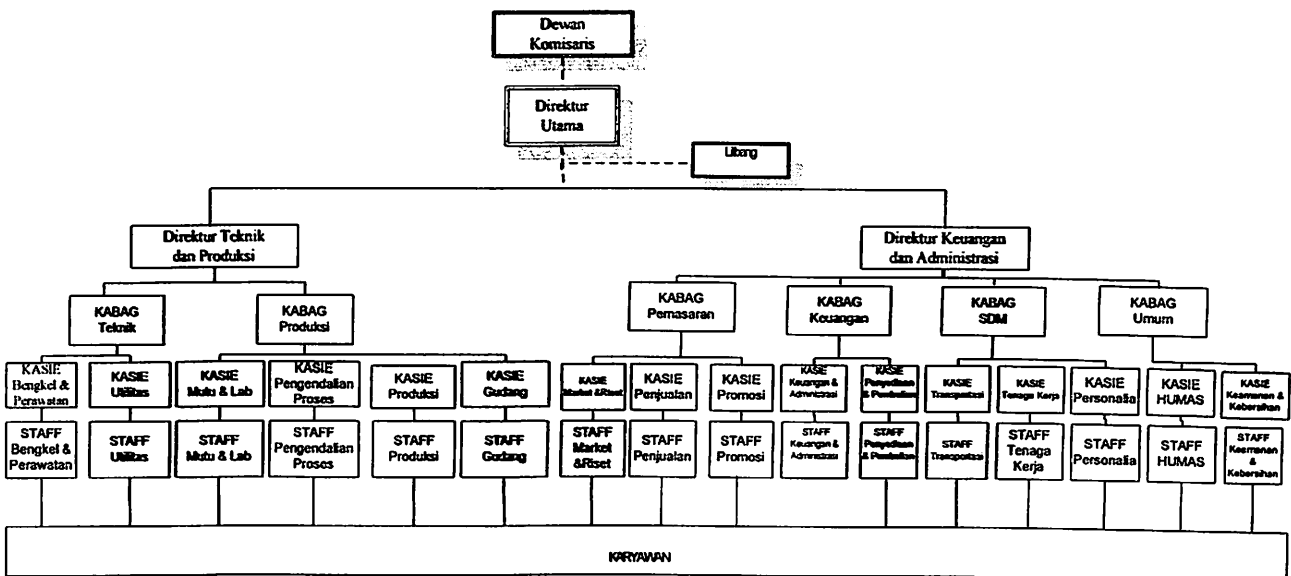 Dewan
Komisaris
Direktur
Utama
Litbang
Direktur Teknik
dan Produksi
Direktur Keuangan
dan Administrasi
KABAG
Teknik
KABAG
Produksi
KABAG
Pemasaran
KABAG
Keuangan
KABAG
SDM
KABAG
Umum
KASIE
Bengkel &
Perawatan
KASIE
Utilitas
KASIE
Mutu & Lab
KASIE
Pengendalian
Proses
KASIE
Produksi
KASIE
Gudang
KASIE
Market &Riset
KASIE
Penjualan
KASIE
Promosi
KASIE
Keuangan &
Administrasi
KASIE
Penyediaan
& Pembelian
KASIE
Transportasi
KASIE
Tenaga Kerja
KASIE
Personalia
KASIE
HUMAS
KASIE
Keamanan &
Kebersihan
STAFF
Bengkel &
Perawatan
STAFF
Utilitas
STAFF
Mutu & Lab
STAFF
Pengendalian
Proses
STAFF
Produksi
STAFF
Gudang
STAFF
Market
&Riset
STAFF
Penjualan
STAFF
Promosi
STAFF
Keuangan &
Administrasi
STAFF
Penyediaan
& Pembelian
STAFF
Transportasi
STAFF
Tenaga
Kerja
STAFF
Personalia
STAFF
HUMAS
STAFF
Keamanan
&
Kebersihan
KARYAWAN